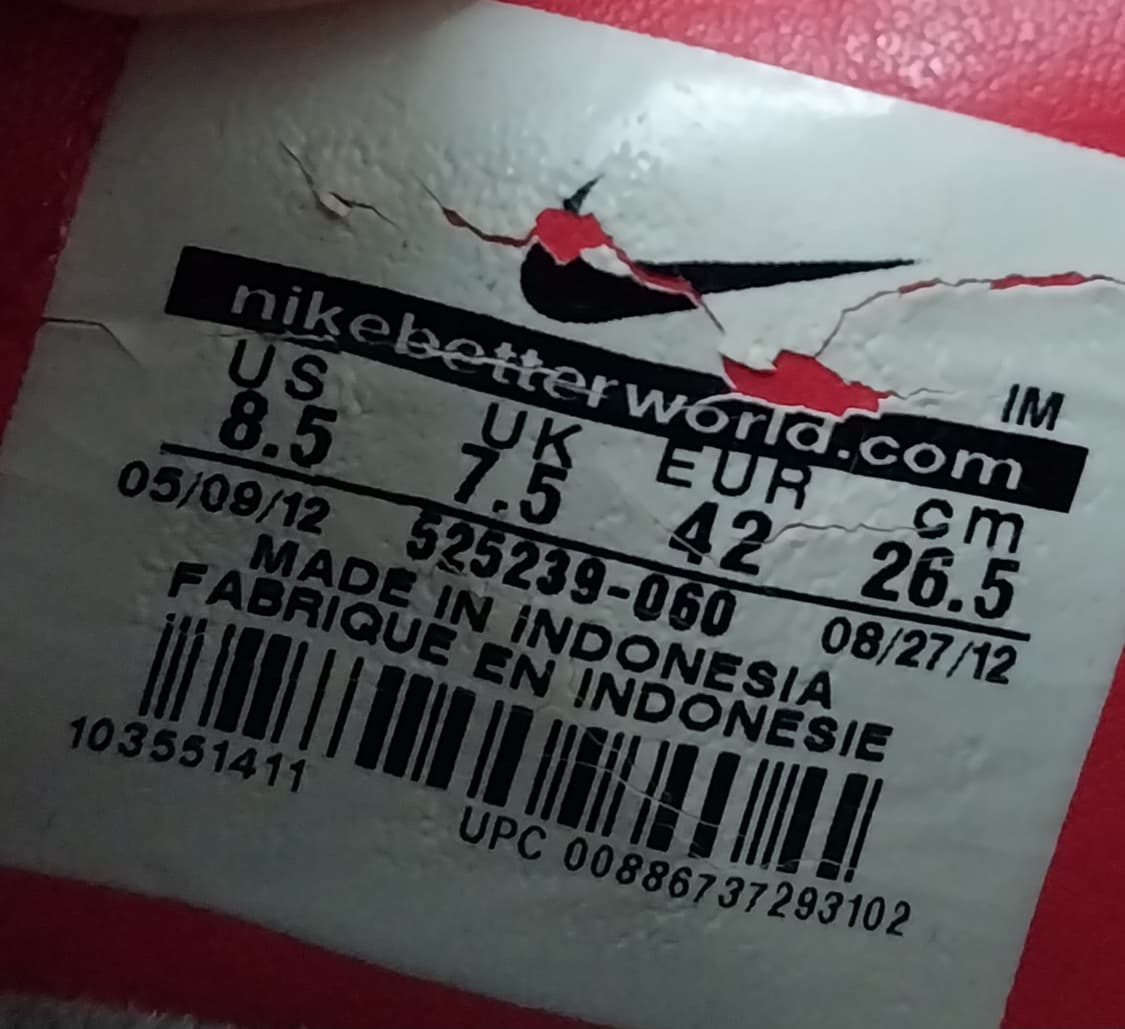 nikebetterworld.com
IM
US UK EUR cm
8.5 7.5 42 26.5
05/09/12 525239-060 08/27/12
MADE IN INDONESIA
FABRIQUE EN INDONESIE
103551411
UPC 00886737293102